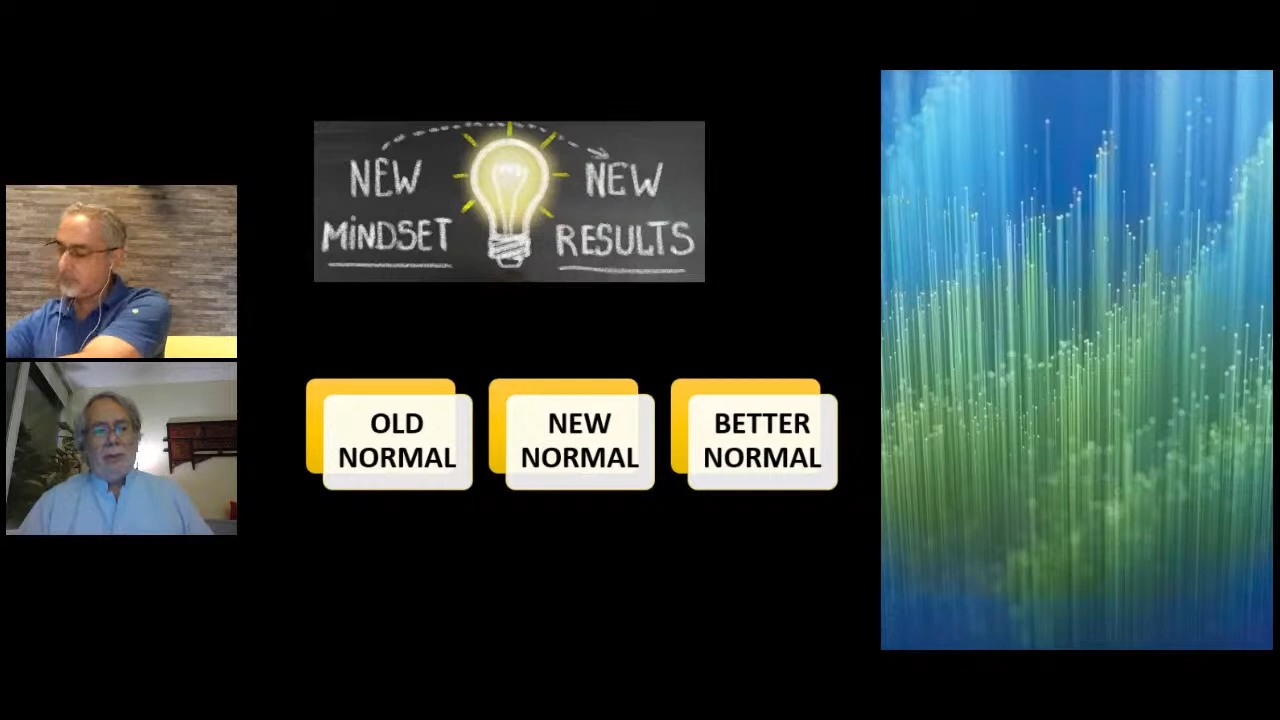 NEW
MINDSET
NEW
RESULTS
OLD
NORMAL
NEW
NORMAL
BETTER
NORMAL